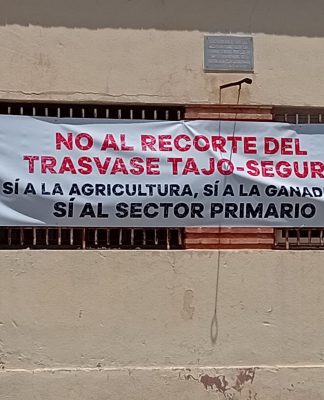 NO AL RECORTE DEL
TRASVASE TAJO-SEGUR
SÍ A LA AGRICULTURA, SÍ A LA GANAD
SÍ AL SECTOR PRIMARIO